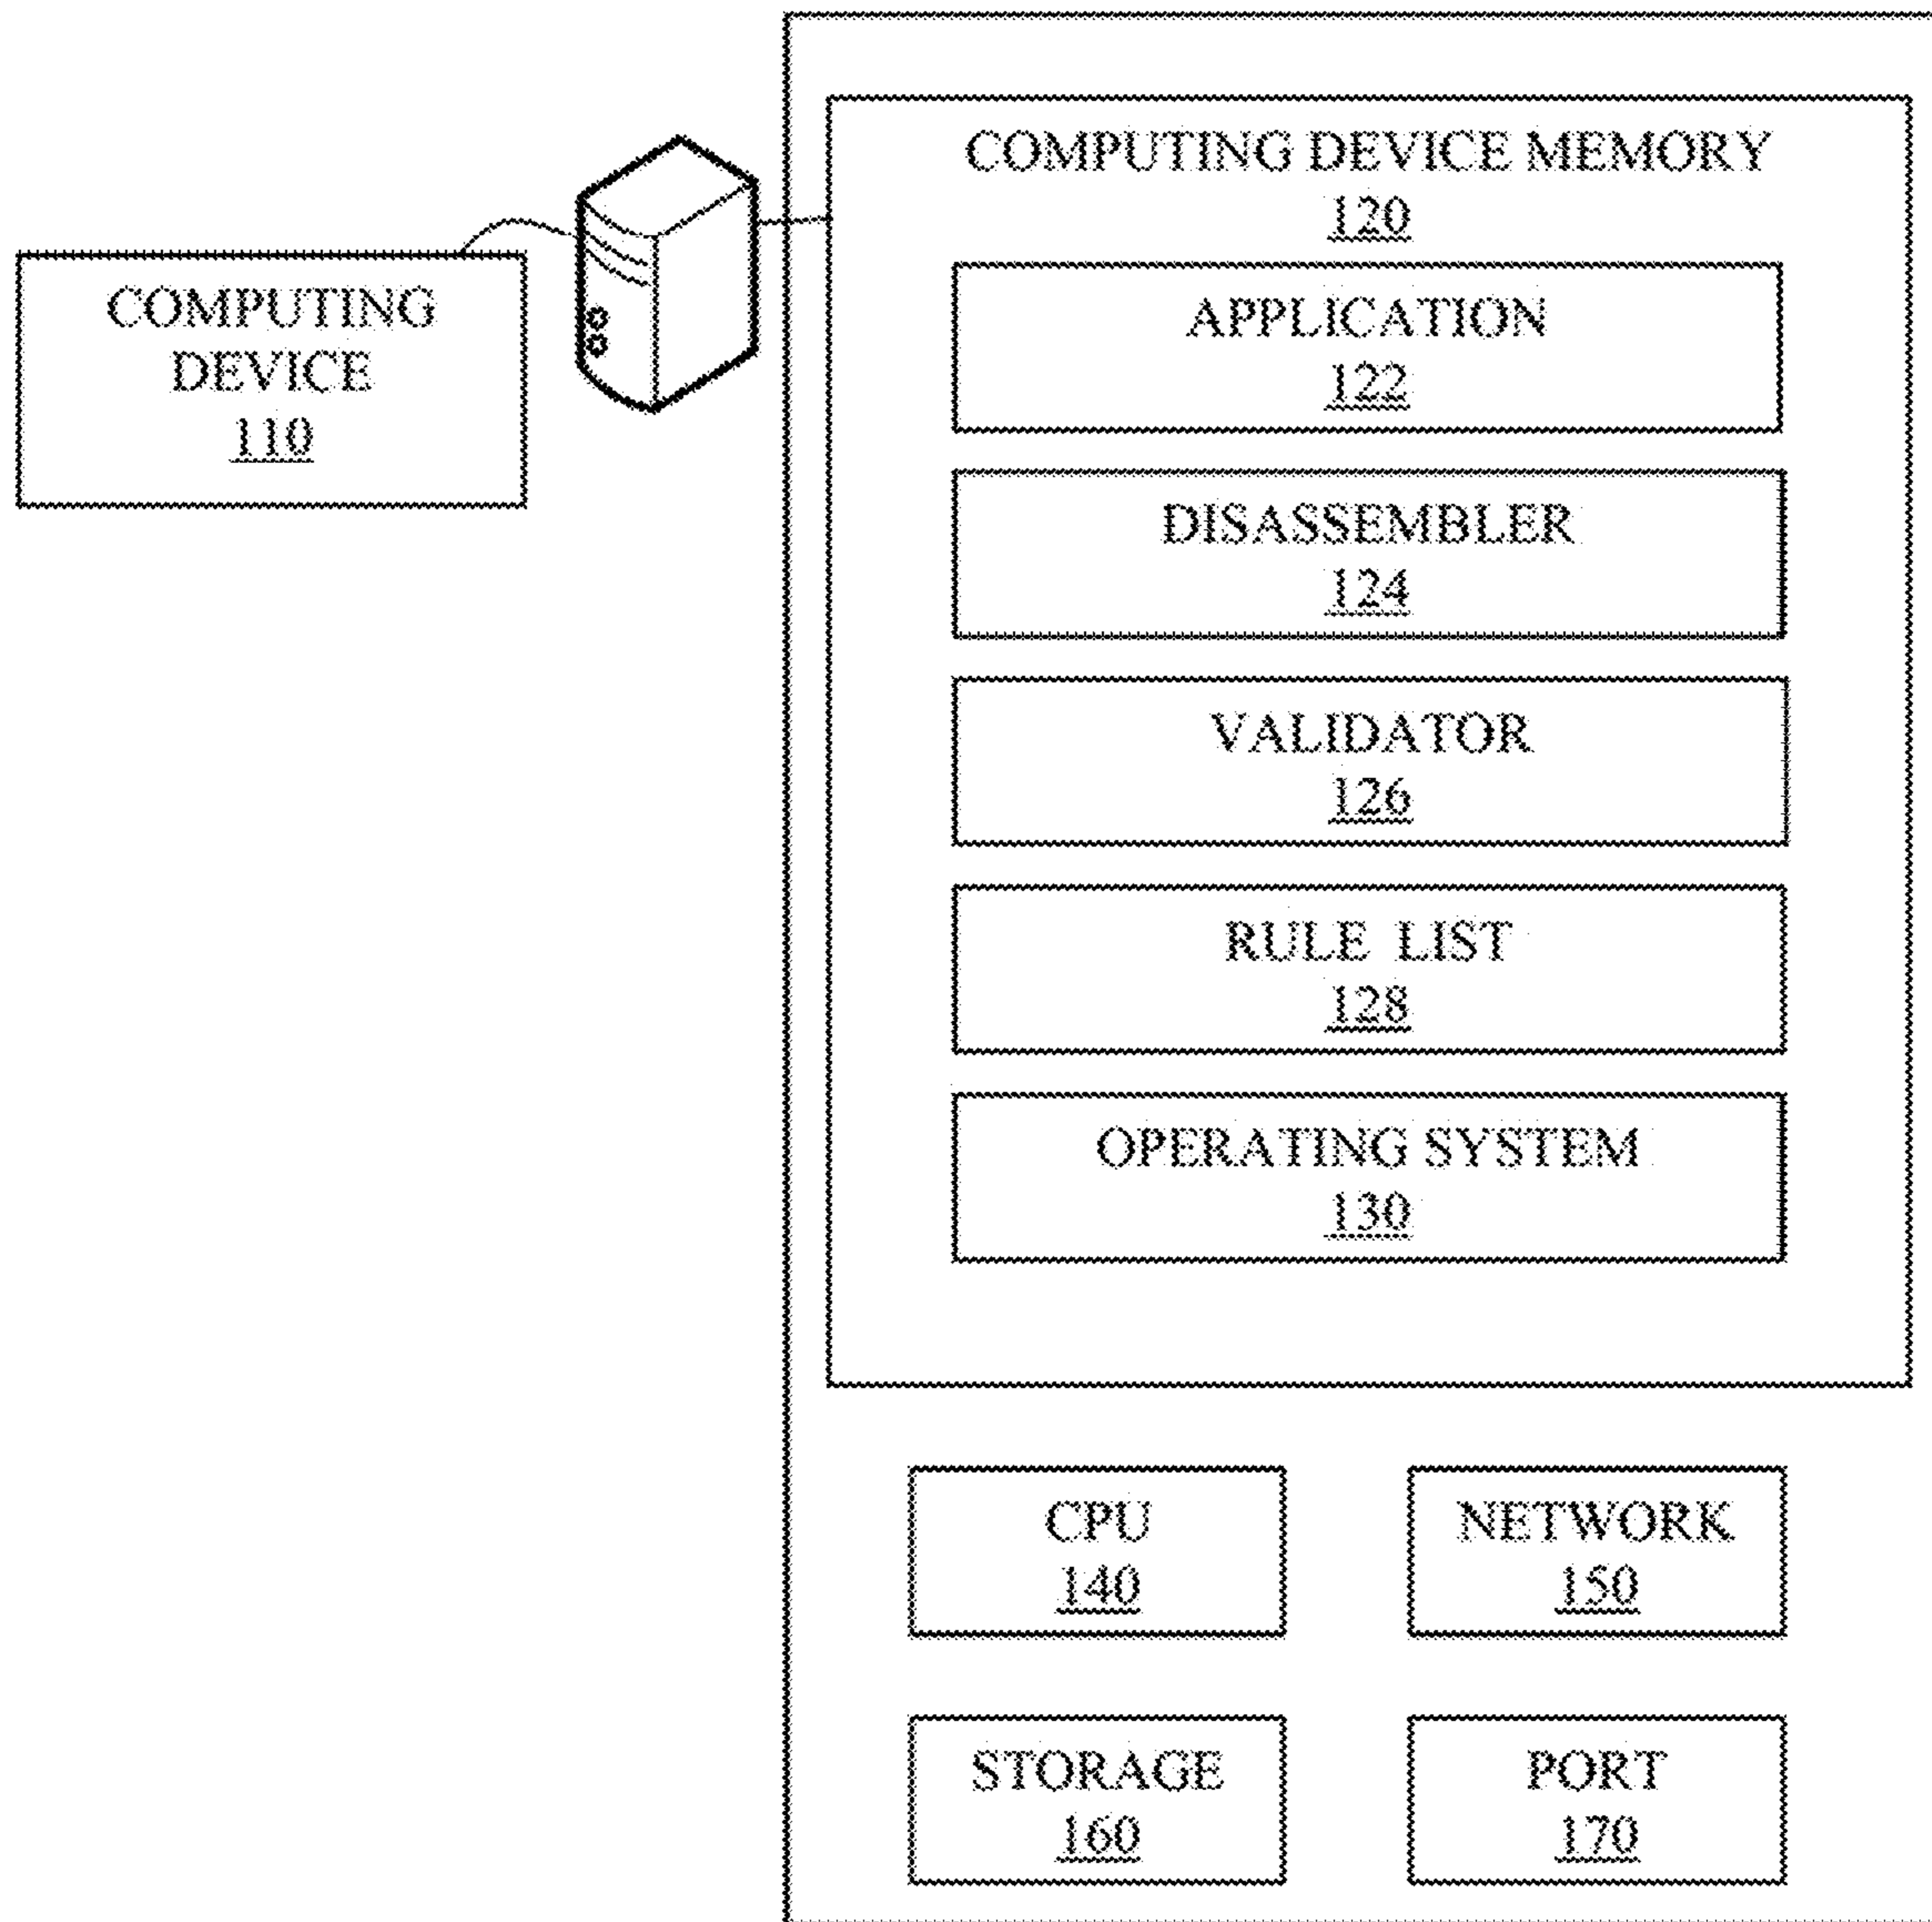 COMPUTING DEVICE MEMORY
120
COMPUTING
DEVICE
110
APPLICATION
122
DISASSEMBLER
124
VALIDATOR
126
RULE LIST
128
OPERATING SYSTEM
130
CPU
140
NETWORK
150
STORAGE
160
PORT
170